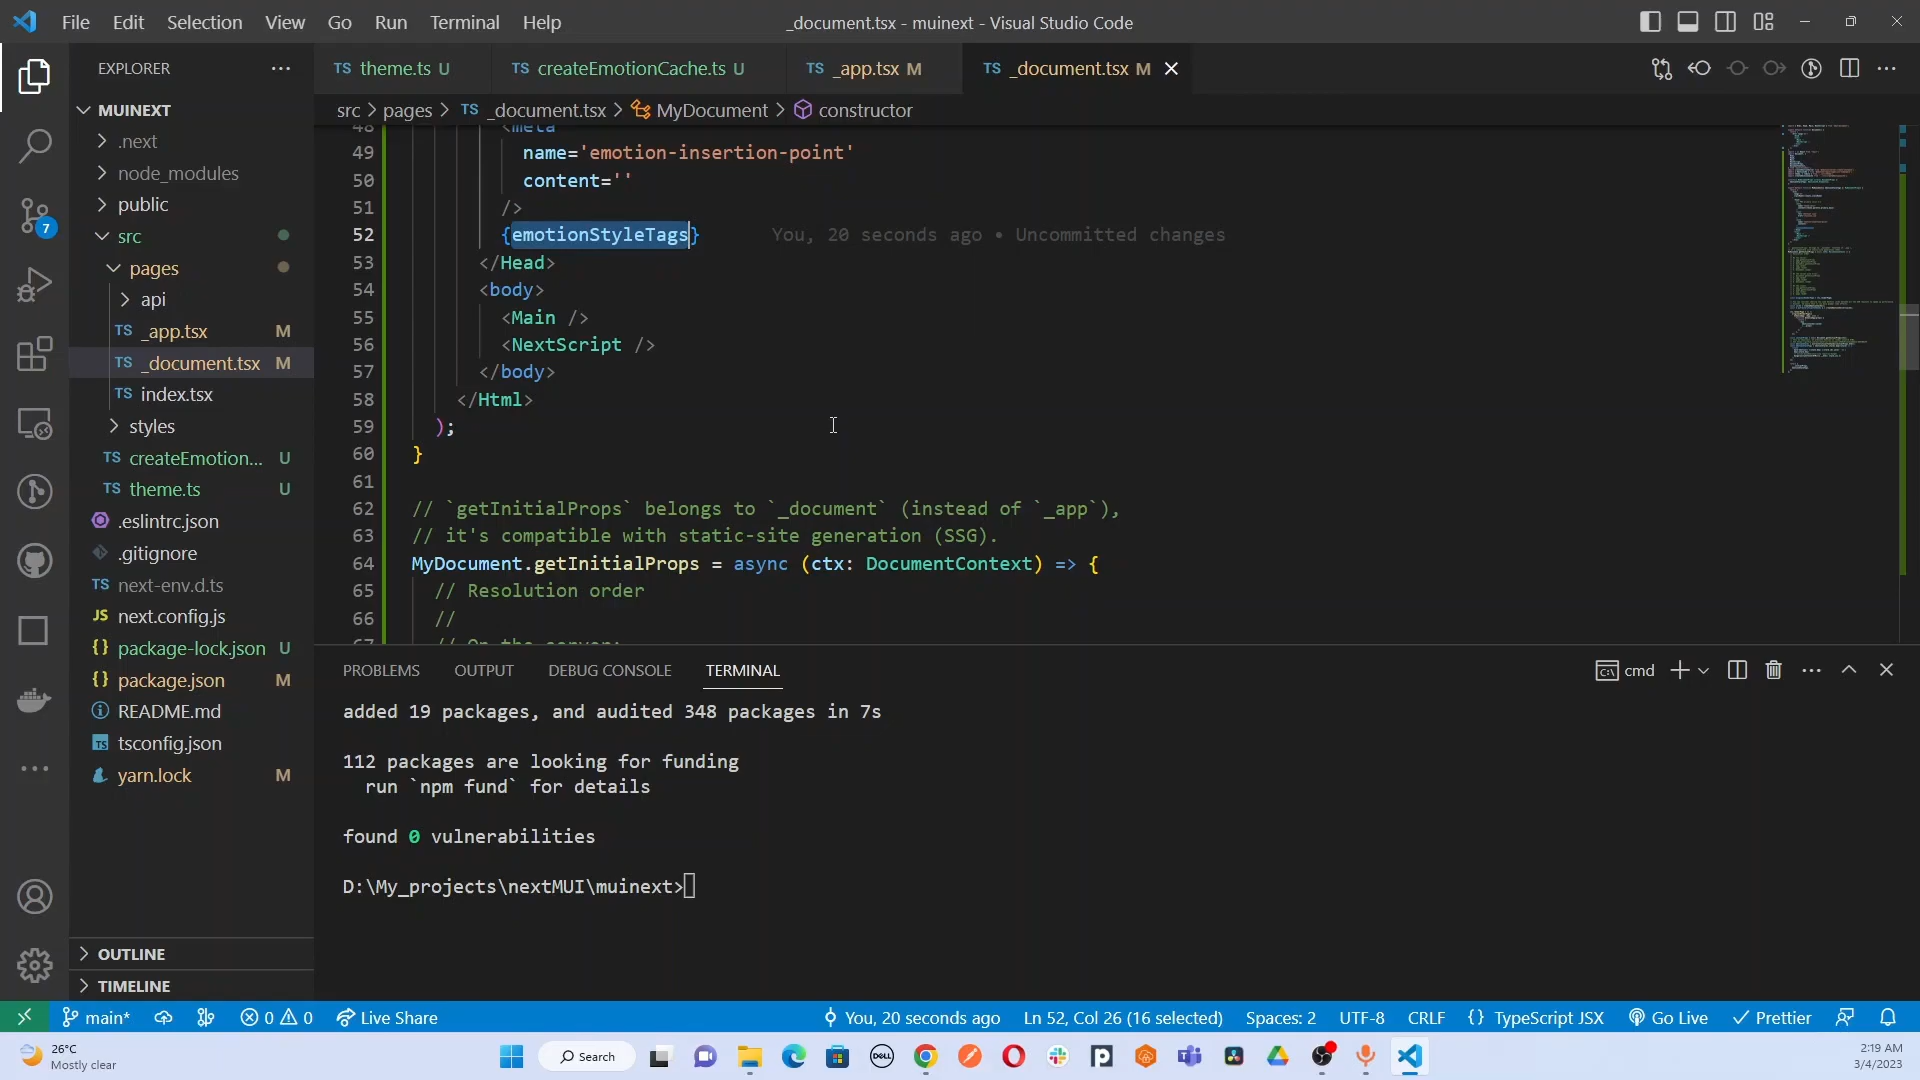 File Edit Selection View Go Run Terminal Help
_document.tsx - muinext - Visual Studio Code
EXPLORER
MUINEXT
.next
node_modules
public
src
pages
api
TS _app.tsx M
TS _document.tsx M
TS index.tsx
styles
TS createEmotion... U
TS theme.ts U
.eslintrc.json
.gitignore
TS next-env.d.ts
JS next.config.js
{} package-lock.json U
{} package.json M
README.md
TS tsconfig.json
yarn.lock M
OUTLINE
TIMELINE
7
TS theme.ts U
TS createEmotionCache.ts U
TS _app.tsx M
TS _document.tsx M
src > pages > TS _document.tsx > MyDocument > constructor
48 <meta
49 name='emotion-insertion-point'
50 content=''
51 />
52 {emotionStyleTags} You, 20 seconds ago • Uncommitted changes
53 </Head>
54 <body>
55 <Main />
56 <NextScript />
57 </body>
58 </Html>
59 );
60 }
61
62 // `getInitialProps` belongs to `_document` (instead of `_app`),
63 // it's compatible with static-site generation (SSG).
64 MyDocument.getInitialProps = async (ctx: DocumentContext) => {
65 // Resolution order
66 //
67 // On the server:
PROBLEMS OUTPUT DEBUG CONSOLE TERMINAL
cmd
added 19 packages, and audited 348 packages in 7s
112 packages are looking for funding
run `npm fund` for details
found 0 vulnerabilities
D:\My_projects\nextMUI\muinext>
main* 0 0 Live Share
You, 20 seconds ago Ln 52, Col 26 (16 selected) Spaces: 2 UTF-8 CRLF {} TypeScript JSX Go Live Prettier
26°C
Mostly clear
Search
DELL
2:19 AM
3/4/2023